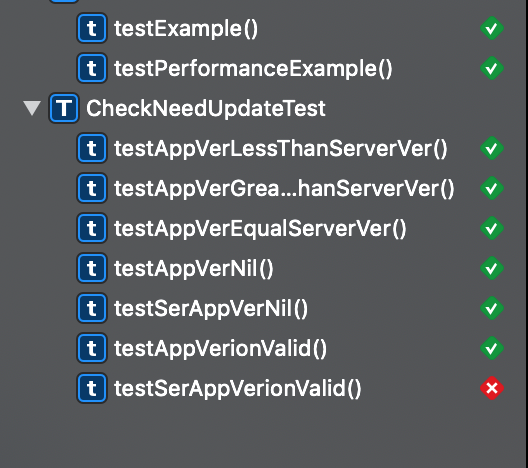 t testExample()
t testPerformanceExample()
T CheckNeedUpdateTest
t testAppVerLessThanServerVer()
t testAppVerGrea...hanServerVer()
t testAppVerEqualServerVer()
t testAppVerNil()
t testSerAppVerNil()
t testAppVerionValid()
t testSerAppVerionValid()